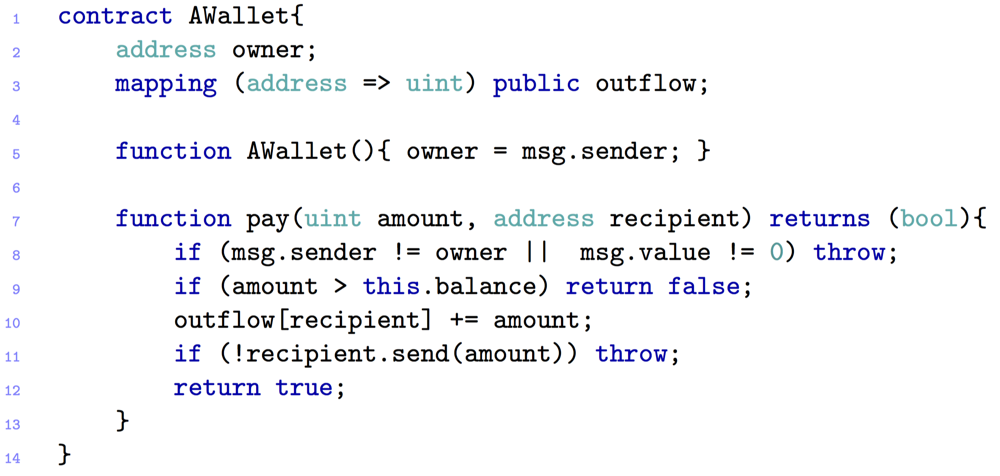 1 contract AWallet{
2 address owner;
3 mapping (address => uint) public outflow;
4
5 function AWallet(){ owner = msg.sender; }
6
7 function pay(uint amount, address recipient) returns (bool){
8 if (msg.sender != owner || msg.value != 0) throw;
9 if (amount > this.balance) return false;
10 outflow[recipient] += amount;
11 if (!recipient.send(amount)) throw;
12 return true;
13 }
14 }